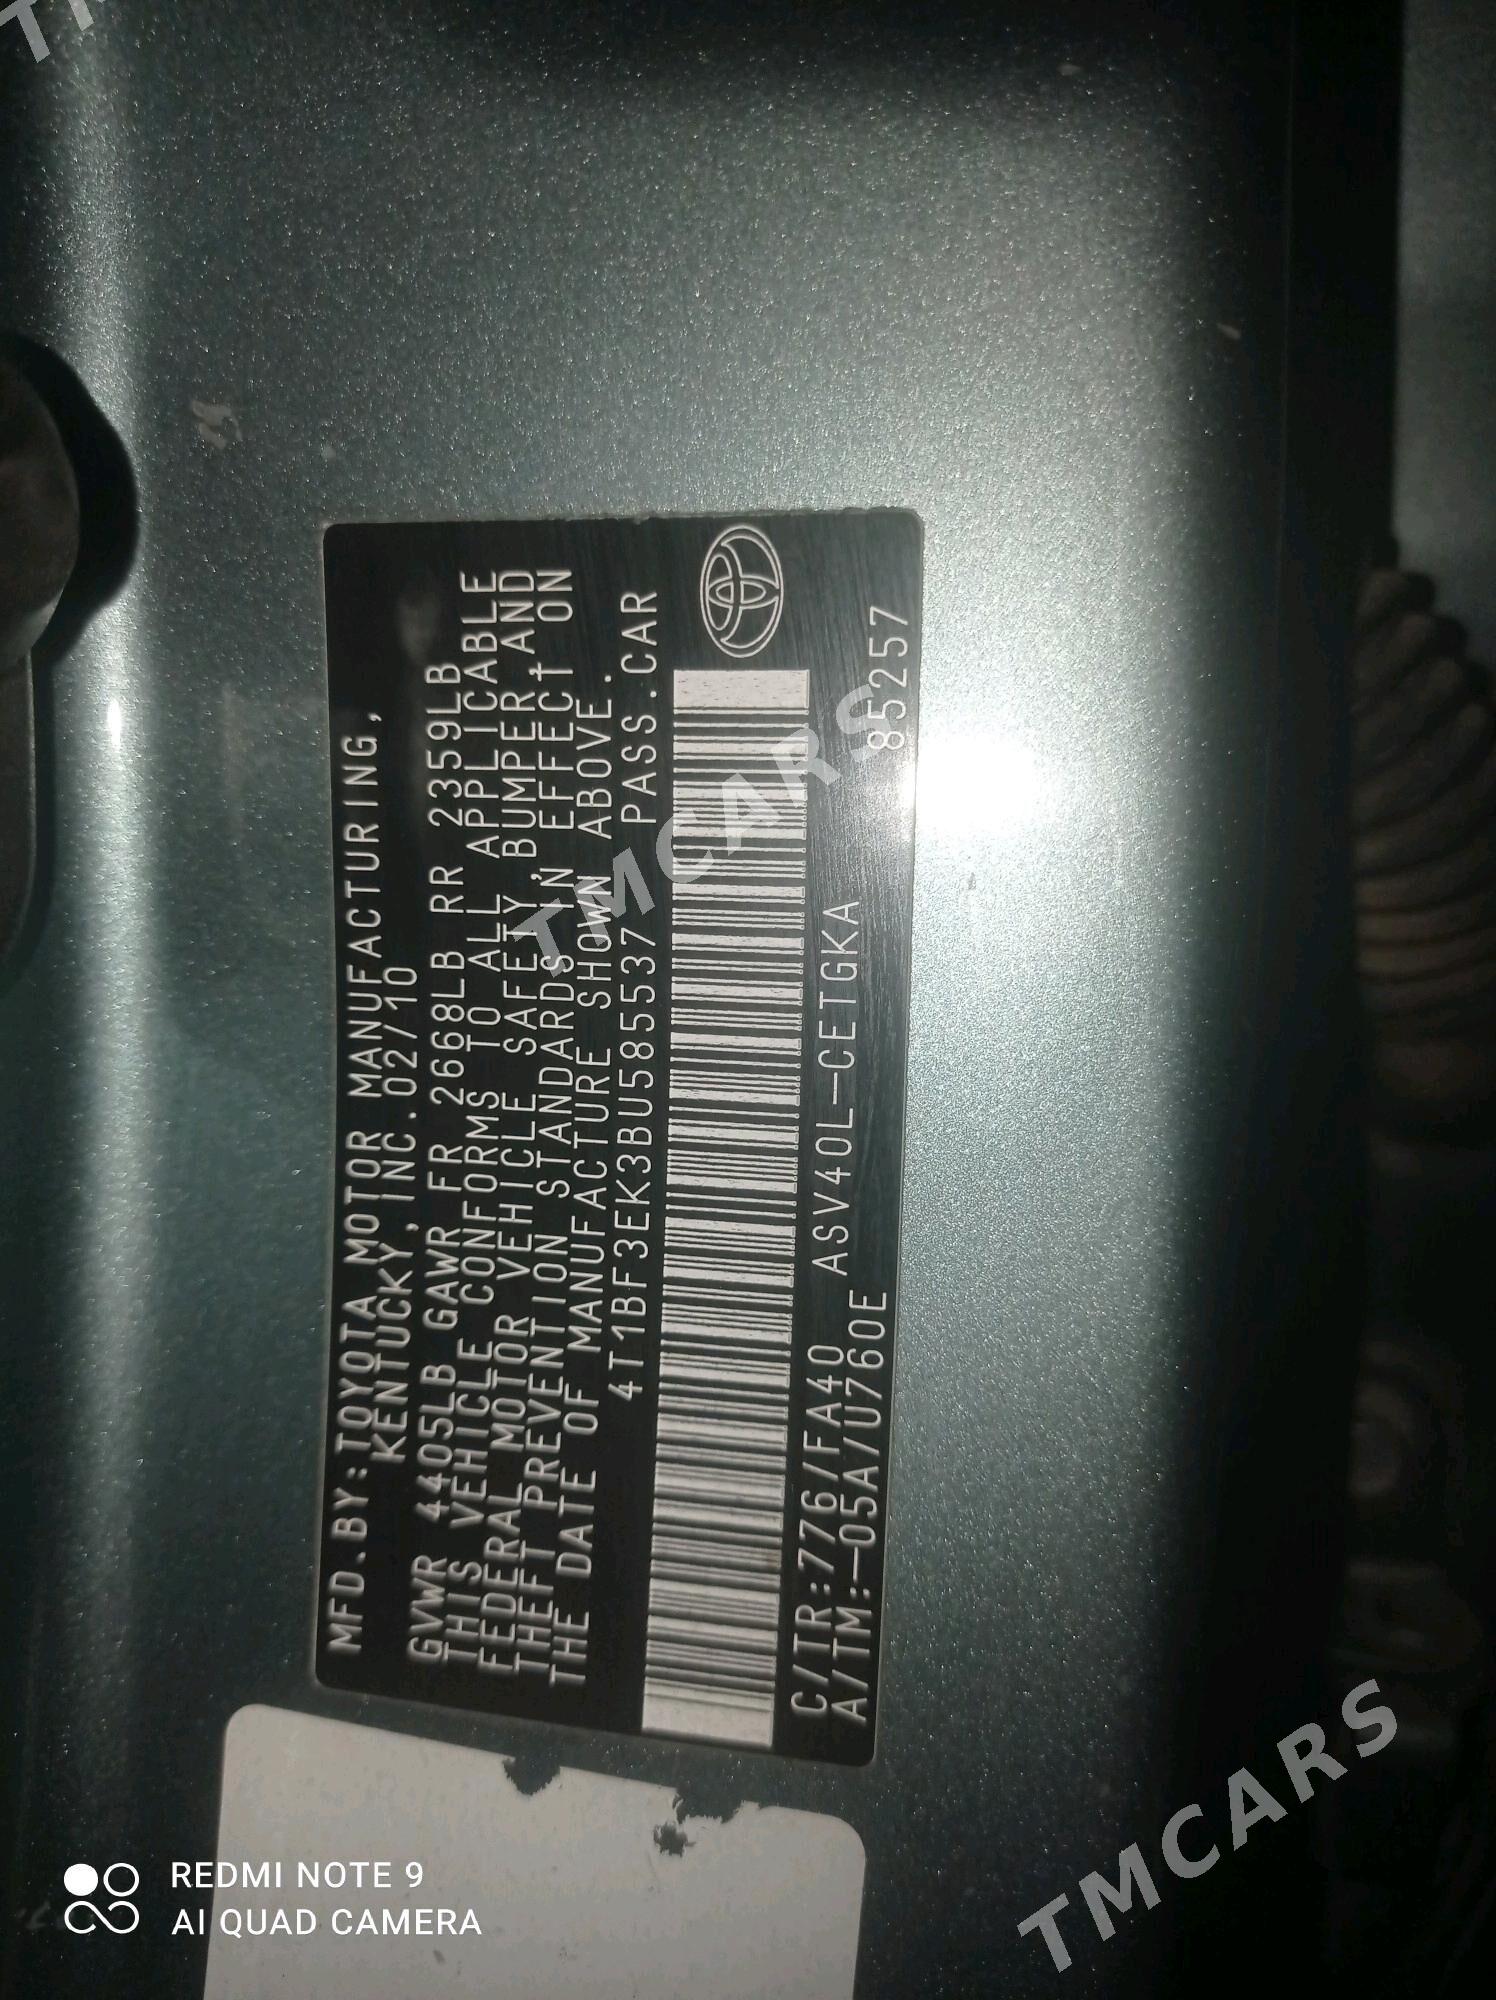 MFD.BY:TOYOTA MOTOR MANUFACTURING,
KENTUCKY, INC.02/10
GVWR 4405LB GAWR FR 2668LB RR 2359LB
THIS VEHICLE CONFORMS TO ALL APPLICABLE
FEDERAL MOTOR VEHICLE SAFETY,BUMPER,AND
THEFT PREVENTION STANDARDS IN EFFECT ON
THE DATE OF MANUFACTURE SHOWN ABOVE.
4T1BF3EK3BU585537 PASS.CAR
C/TR:776/FA40 ASV40L-CETGKA
A/TM:-05A/U760E 85257
TMCARS
TMCARS
REDMI NOTE 9
AI QUAD CAMERA